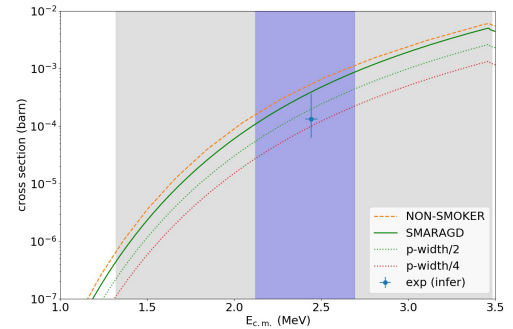 10⁻²
10⁻³
10⁻⁴
10⁻⁵
10⁻⁶
10⁻⁷
cross section (barn)
NON-SMOKER
SMARAGD
p-width/2
p-width/4
exp (infer)
1.0 1.5 2.0 2.5 3.0 3.5
E_c.m. (MeV)